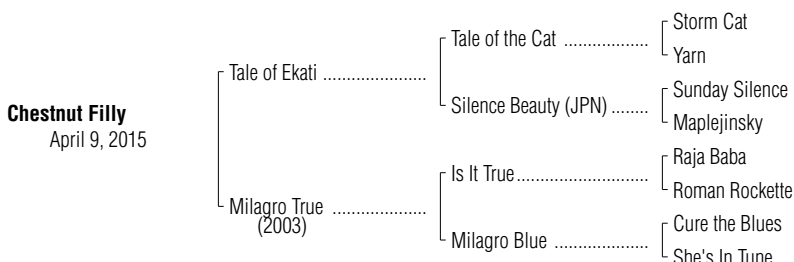 Storm Cat
Tale of the Cat ..................
Yarn
Tale of Ekati ......................
Sunday Silence
Silence Beauty (JPN) ........
Maplejinsky
Chestnut Filly
April 9, 2015
Raja Baba
Is It True............................
Roman Rockette
Milagro True ....................
(2003)
Cure the Blues
Milagro Blue ....................
She's In Tune